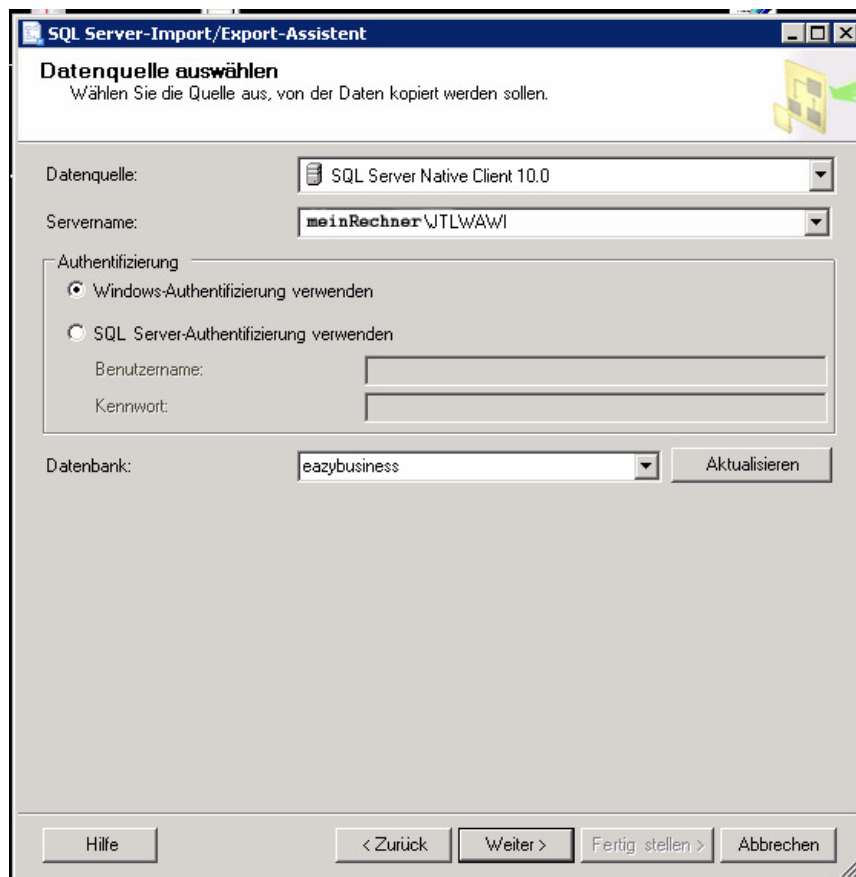 SQL Server-Import/Export-Assistent
Datenquelle auswählen
Wählen Sie die Quelle aus, von der Daten kopiert werden sollen.
Datenquelle: SQL Server Native Client 10.0
Servername: meinRechner\JTLWAWI
Authentifizierung
Windows-Authentifizierung verwenden
SQL Server-Authentifizierung verwenden
Benutzername:
Kennwort:
Datenbank: eazybusiness Aktualisieren
Hilfe < Zurück Weiter > Fertig stellen > Abbrechen